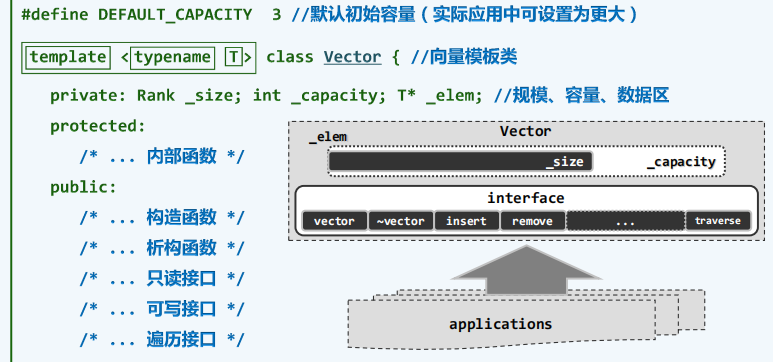 #define DEFAULT_CAPACITY 3 //默认初始容量（实际应用中可设置为更大）
template <typename T> class Vector { //向量模板类
private: Rank _size; int _capacity; T* _elem; //规模、容量、数据区
protected:
/* ... 内部函数 */
public:
/* ... 构造函数 */
/* ... 析构函数 */
/* ... 只读接口 */
/* ... 可写接口 */
/* ... 遍历接口 */
Vector
_elem
_size _capacity
interface
vector ~vector insert remove ... traverse
applications